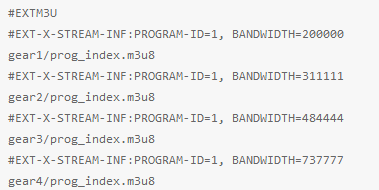 #EXTM3U
#EXT-X-STREAM-INF:PROGRAM-ID=1, BANDWIDTH=200000
gear1/prog_index.m3u8
#EXT-X-STREAM-INF:PROGRAM-ID=1, BANDWIDTH=311111
gear2/prog_index.m3u8
#EXT-X-STREAM-INF:PROGRAM-ID=1, BANDWIDTH=484444
gear3/prog_index.m3u8
#EXT-X-STREAM-INF:PROGRAM-ID=1, BANDWIDTH=737777
gear4/prog_index.m3u8